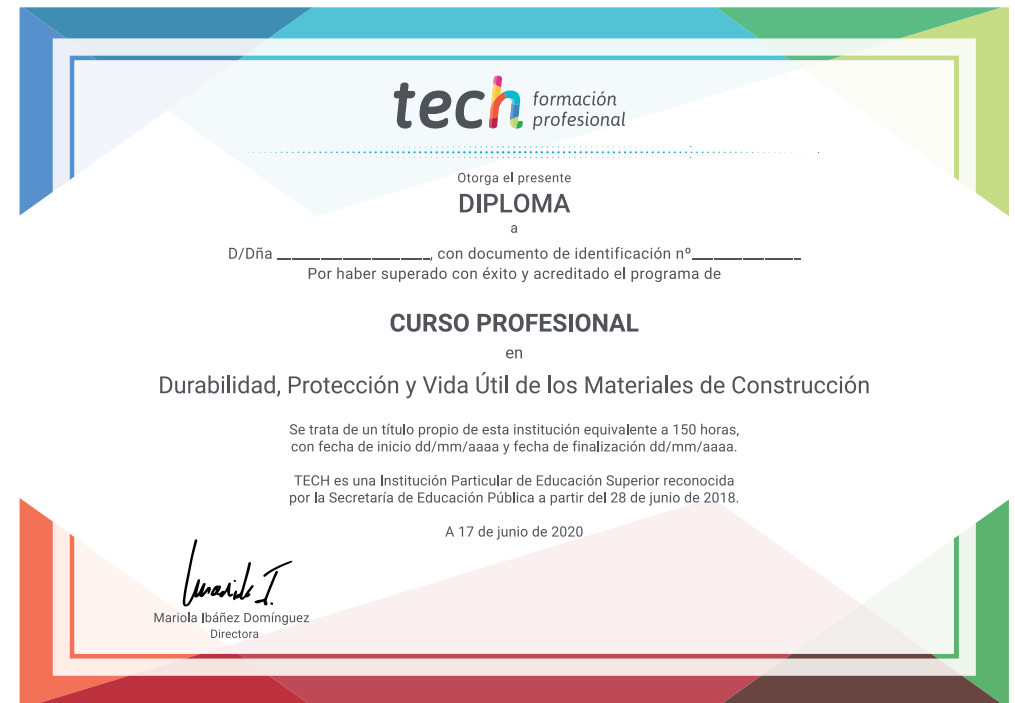 tech formación
profesional
Otorga el presente
DIPLOMA
a
D/Dña ____________________, con documento de identificación nº______________
Por haber superado con éxito y acreditado el programa de
CURSO PROFESIONAL
en
Durabilidad, Protección y Vida Útil de los Materiales de Construcción
Se trata de un título propio de esta institución equivalente a 150 horas,
con fecha de inicio dd/mm/aaaa y fecha de finalización dd/mm/aaaa.
TECH es una Institución Particular de Educación Superior reconocida
por la Secretaría de Educación Pública a partir del 28 de junio de 2018.
A 17 de junio de 2020
Mariola Ibáñez Domínguez
Directora